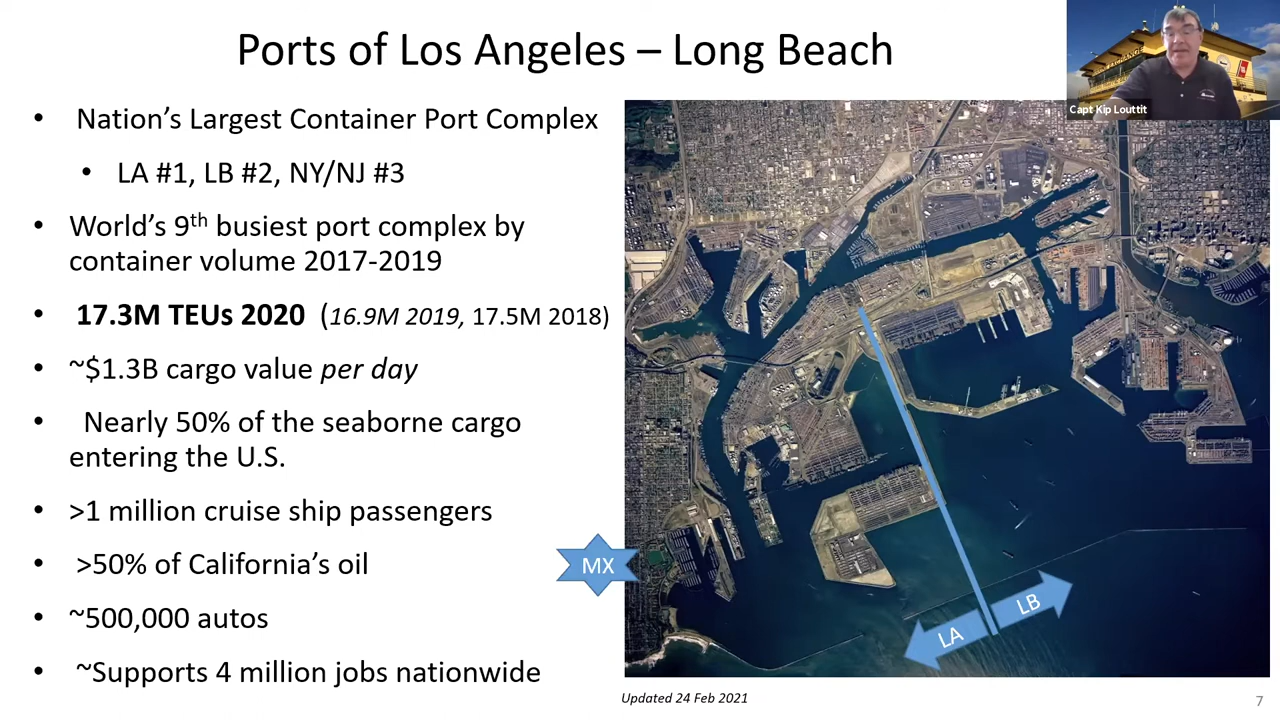 Ports of Los Angeles – Long Beach
Capt Kip Louttit
• Nation's Largest Container Port Complex
• LA #1, LB #2, NY/NJ #3
• World's 9th busiest port complex by
container volume 2017-2019
• 17.3M TEUs 2020 (16.9M 2019, 17.5M 2018)
• ~$1.3B cargo value per day
• Nearly 50% of the seaborne cargo
entering the U.S.
• >1 million cruise ship passengers
• >50% of California's oil
MX
• ~500,000 autos
LB
LA
• ~Supports 4 million jobs nationwide
Updated 24 Feb 2021
7